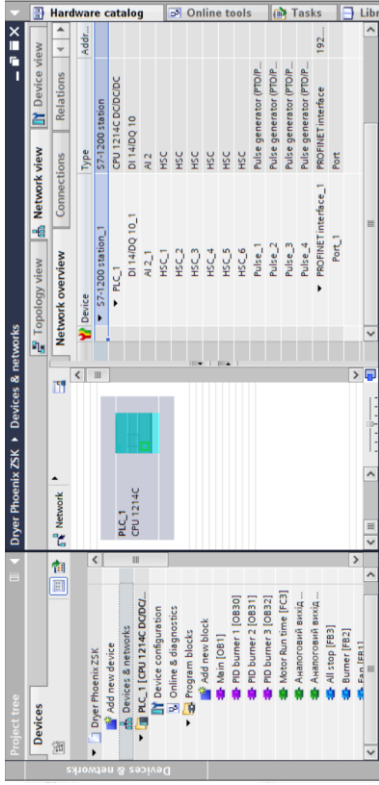 Project tree
Devices
Devices & networks
Dryer Phoenix ZSK
Add new device
Devices & networks
PLC_1 [CPU 1214C DC/DC/...
Device configuration
Online & diagnostics
Program blocks
Add new block
Main [OB1]
PID burner 1 [OB30]
PID burner 2 [OB31]
PID burner 3 [OB32]
Motor Run time [FC3]
Аналоговий вихід ...
Аналоговий вихід ...
All stop [FB3]
Burner [FB2]
Fan [FB1]
Dryer Phoenix ZSK ▸ Devices & networks
Topology view
Network view
Device view
Network
PLC_1
CPU 1214C
Network overview
Connections
Relations
Device
Type
Addr...
S7-1200 station_1
S7-1200 station
PLC_1
CPU 1214C DC/DC/DC
DI 14/DQ 10_1
DI 14/DQ 10
AI 2_1
AI 2
HSC_1
HSC
HSC_2
HSC
HSC_3
HSC
HSC_4
HSC
HSC_5
HSC
HSC_6
HSC
Pulse_1
Pulse generator (PTO/P...
Pulse_2
Pulse generator (PTO/P...
Pulse_3
Pulse generator (PTO/P...
Pulse_4
Pulse generator (PTO/P...
PROFINET interface_1
PROFINET interface
192...
Port_1
Port
Hardware catalog
Online tools
Tasks
Libr